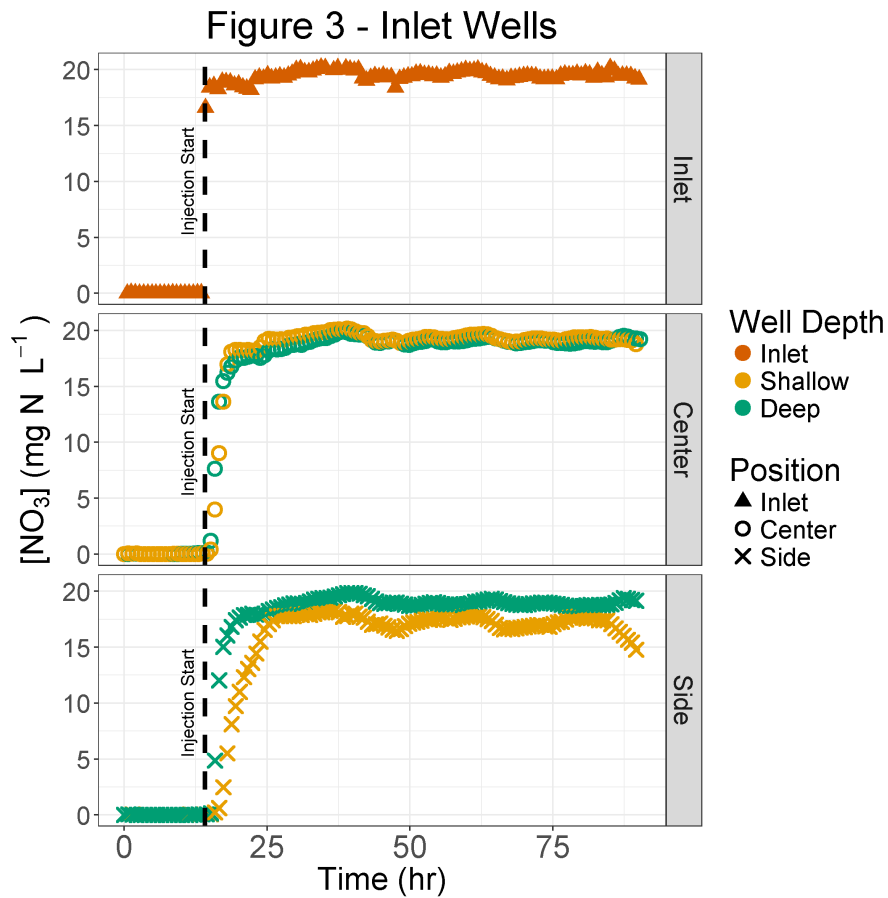 Figure 3 - Inlet Wells
[NO₃] (mg N L⁻¹ )
20
15
10
5
0
Injection Start
Inlet
20
15
10
5
0
Injection Start
Center
20
15
10
5
0
Injection Start
Side
0 25 50 75
Time (hr)
Well Depth
Inlet
Shallow
Deep
Position
Inlet
Center
Side